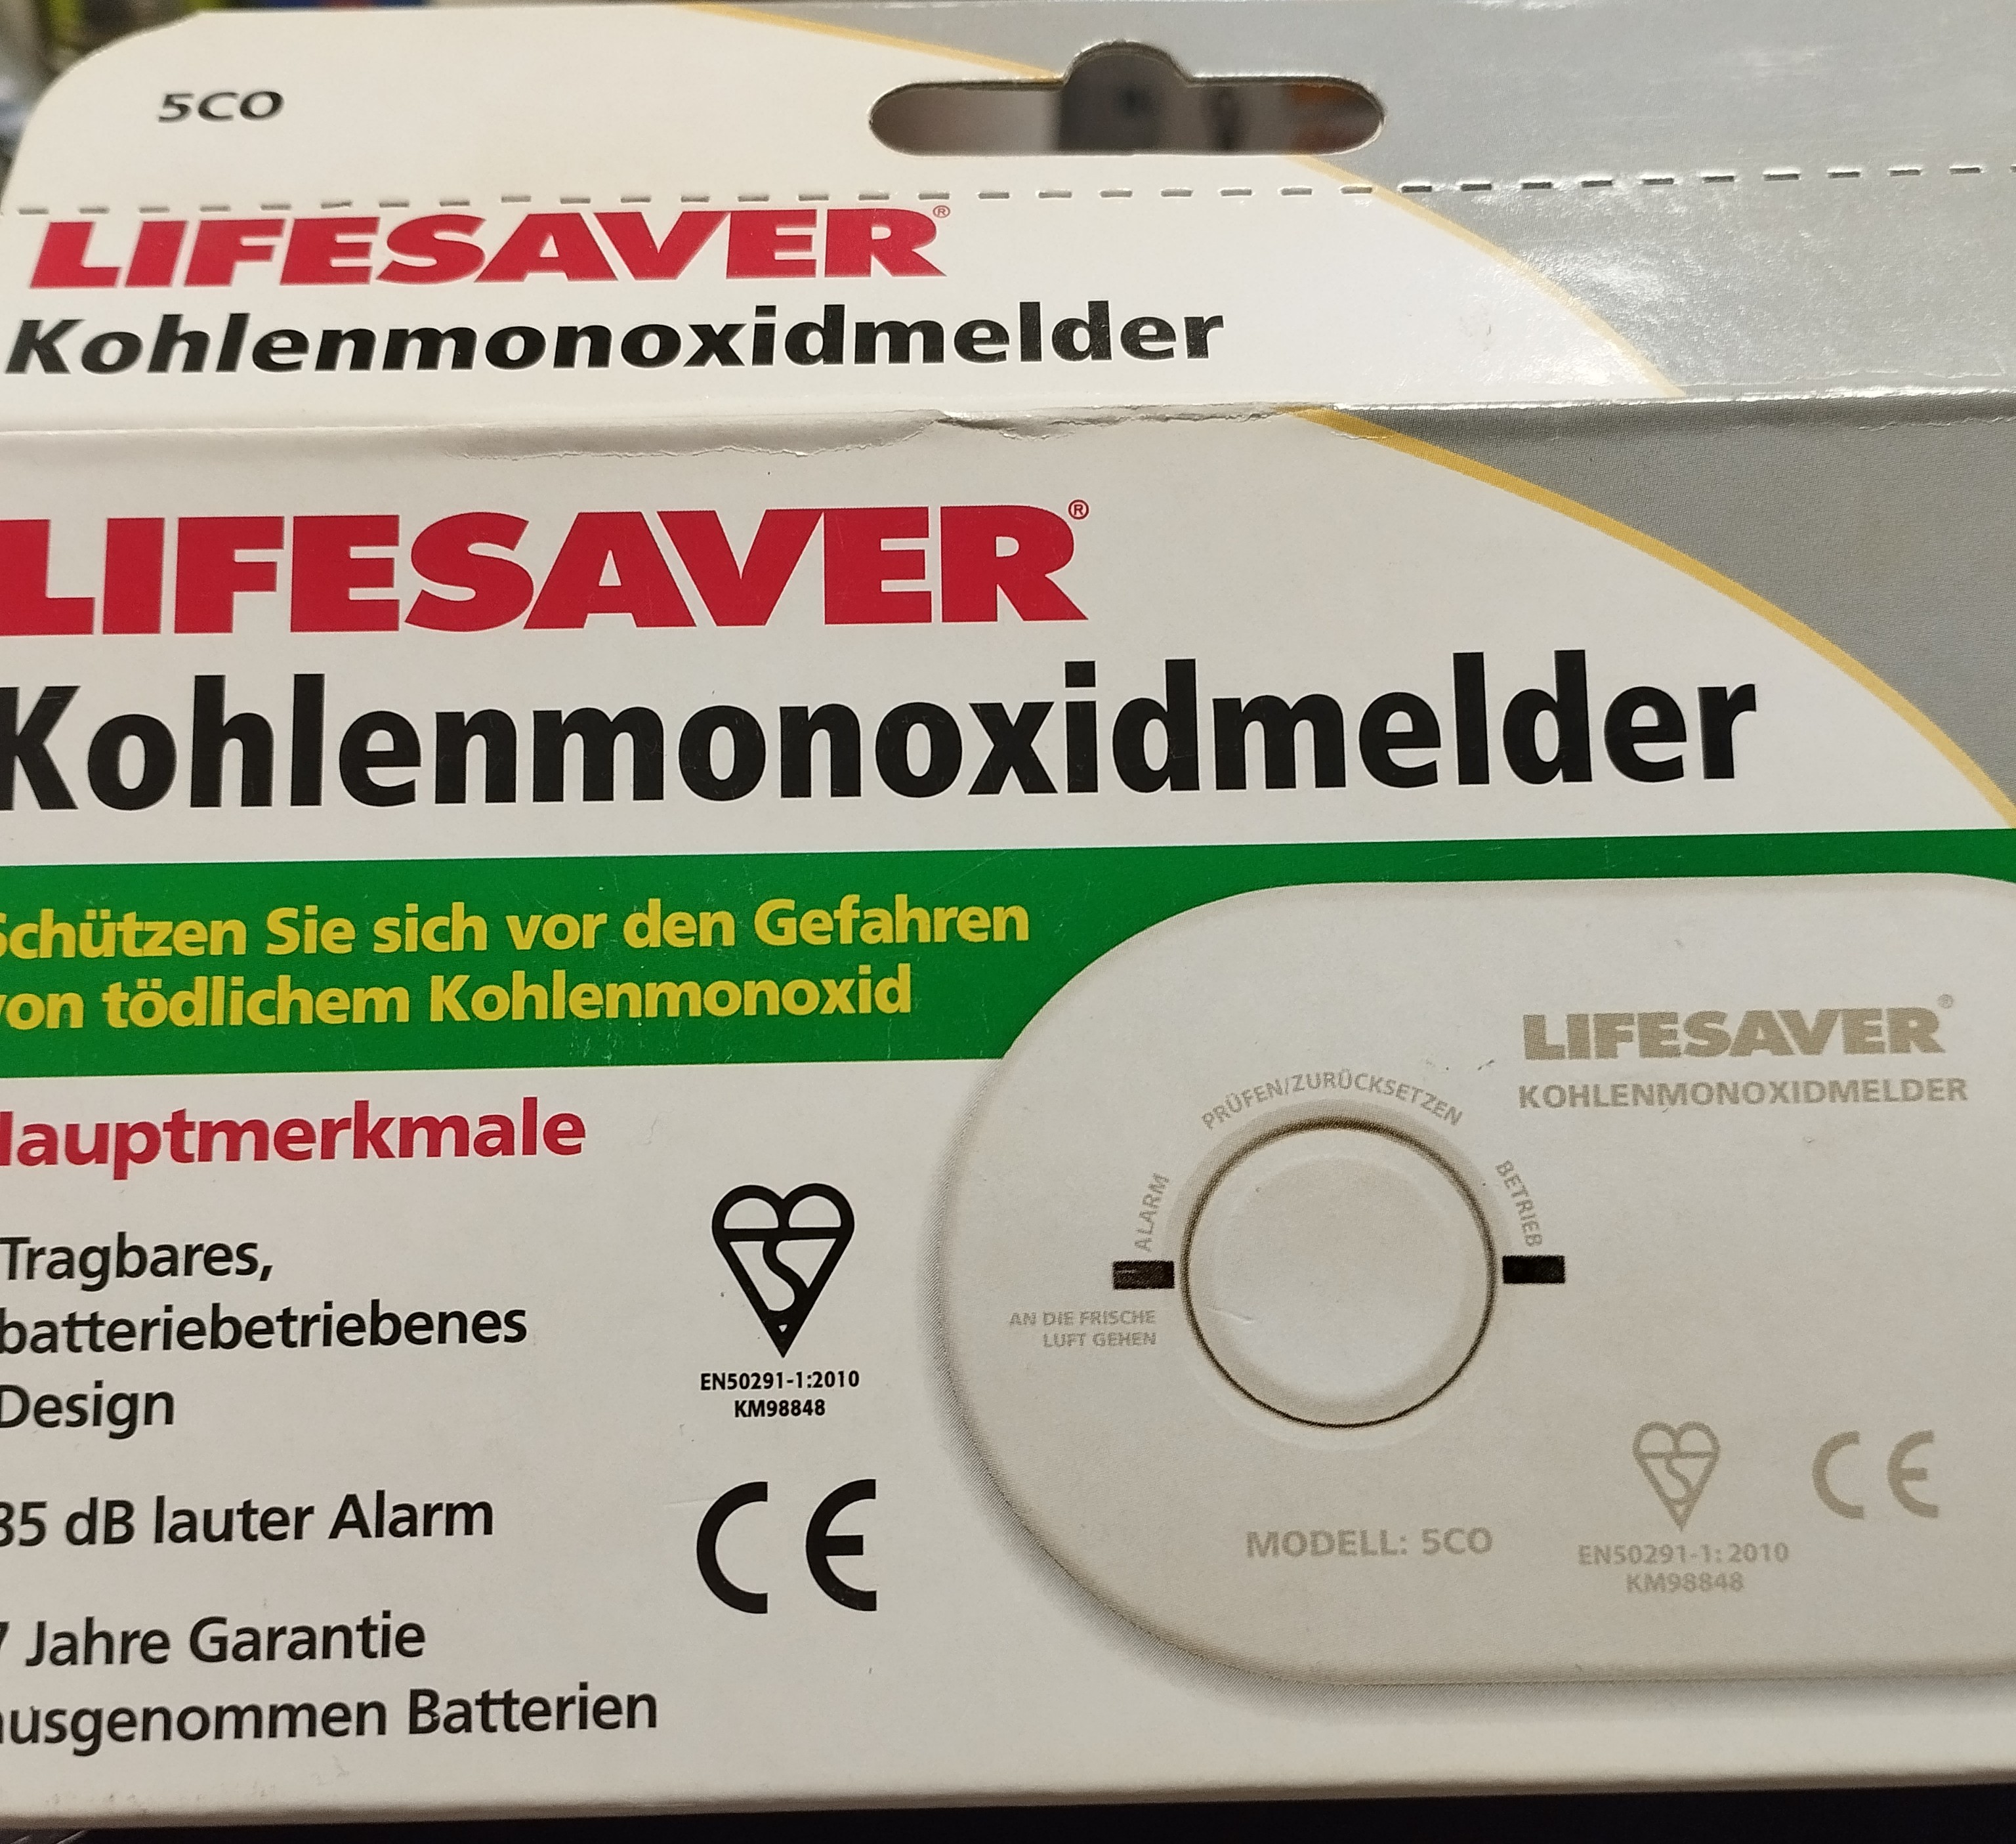 5CO
LIFESAVER®
Kohlenmonoxidmelder
LIFESAVER®
Kohlenmonoxidmelder
Schützen Sie sich vor den Gefahren
von tödlichem Kohlenmonoxid
LIFESAVER®
KOHLENMONOXIDMELDER
PRÜFEN/ZURÜCKSETZEN
ALARM
BETRIEB
AN DIE FRISCHE
LUFT GEHEN
MODELL: 5CO
EN50291-1:2010
KM98848
CE
Hauptmerkmale
Tragbares,
batteriebetriebenes
Design
85 dB lauter Alarm
7 Jahre Garantie
ausgenommen Batterien
EN50291-1:2010
KM98848
CE